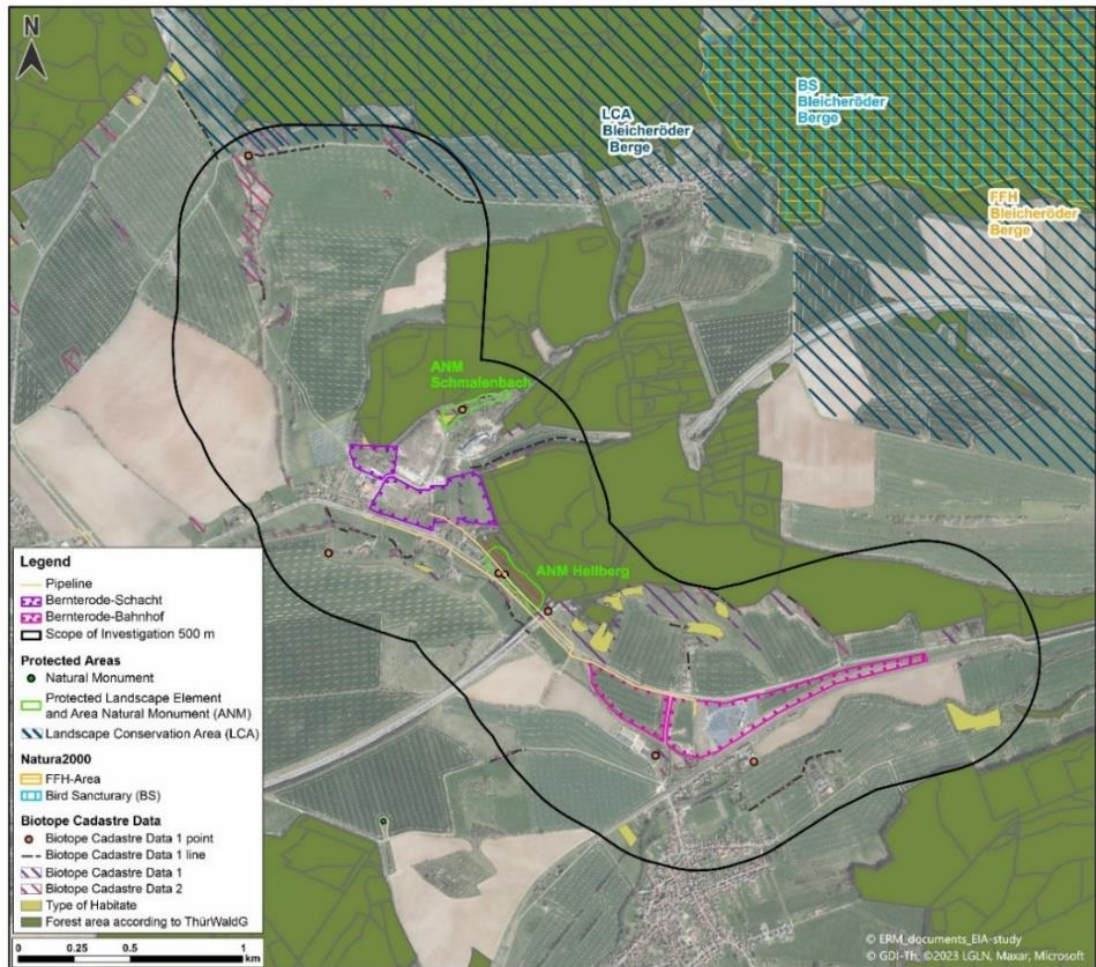 N
LCA
Bleicheröder
Berge
BS
Bleicheröder
Berge
FFH
Bleicheröder
Berge
ANM
Schmalenbach
ANM Hellberg
Legend
Pipeline
Bernterode-Schacht
Bernterode-Bahnhof
Scope of Investigation 500 m
Protected Areas
Natural Monument
Protected Landscape Element
and Area Natural Monument (ANM)
Landscape Conservation Area (LCA)
Natura2000
FFH-Area
Bird Sancturary (BS)
Biotope Cadastre Data
Biotope Cadastre Data 1 point
Biotope Cadastre Data 1 line
Biotope Cadastre Data 1
Biotope Cadastre Data 2
Type of Habitate
Forest area according to ThürWaldG
0 0.25 0.5 1
km
© ERM_documents_EIA-study
© GDI-Th, ©2023 LGLN, Maxar, Microsoft